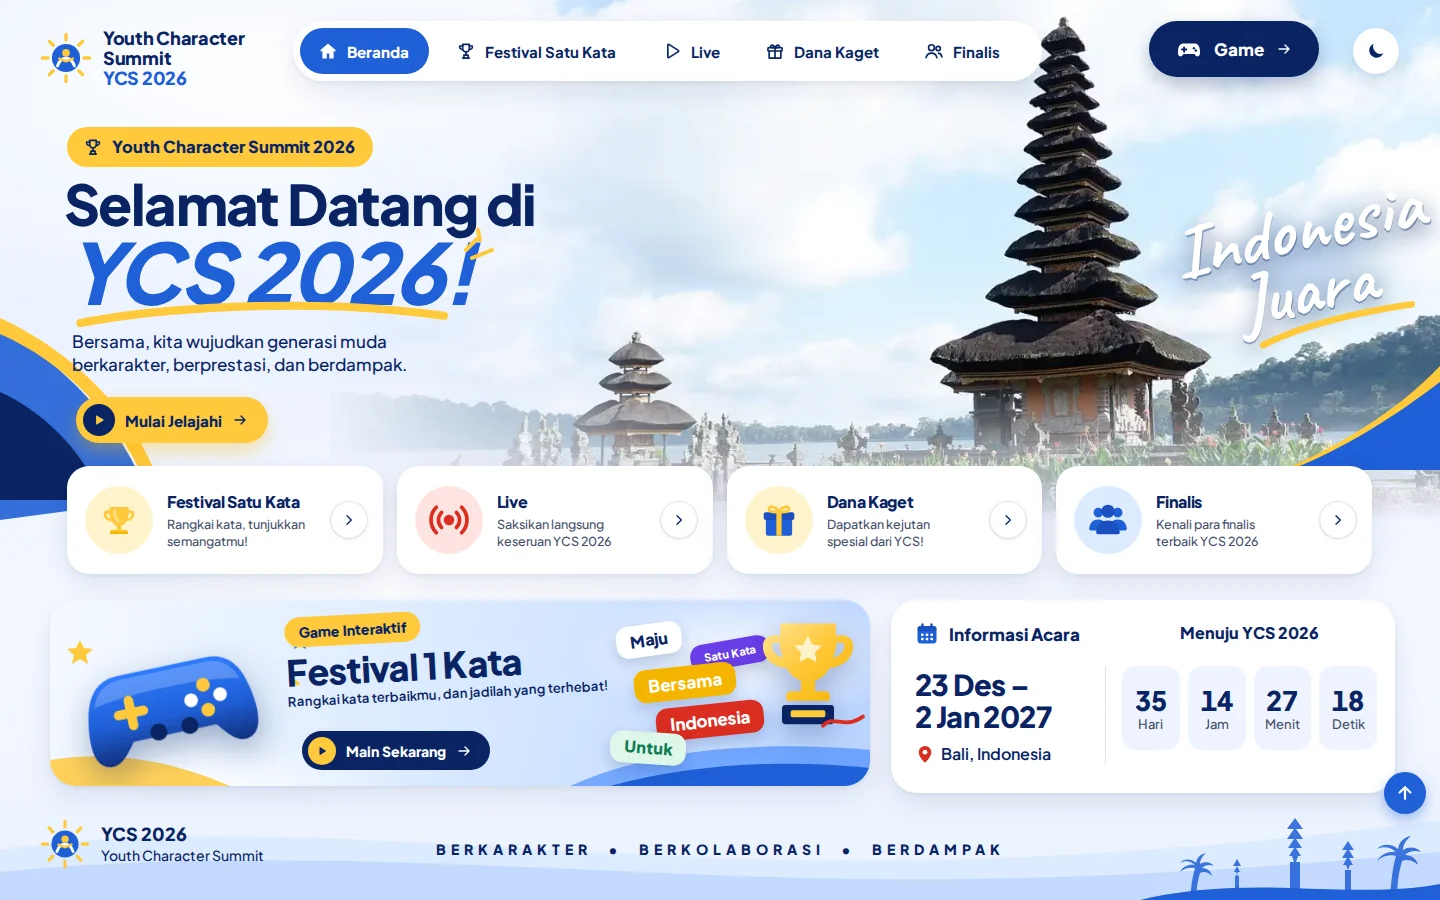 Youth Character
Summit
YCS 2026
Beranda
Festival Satu Kata
Live
Dana Kaget
Finalis
Game
Youth Character Summit 2026
Selamat Datang di
YCS 2026!
Bersama, kita wujudkan generasi muda
berkarakter, berprestasi, dan berdampak.
Mulai Jelajahi
Indonesia
Juara
Festival Satu Kata
Rangkai kata, tunjukkan
semangatmu!
Live
Saksikan langsung
keseruan YCS 2026
Dana Kaget
Dapatkan kejutan
spesial dari YCS!
Finalis
Kenali para finalis
terbaik YCS 2026
Game Interaktif
Festival 1 Kata
Rangkai kata terbaikmu, dan jadilah yang terhebat!
Main Sekarang
Maju
Satu Kata
Bersama
Indonesia
Untuk
Informasi Acara
23 Des –
2 Jan 2027
Bali, Indonesia
Menuju YCS 2026
35 14 27 18
Hari Jam Menit Detik
YCS 2026
Youth Character Summit
BERKARAKTER ● BERKOLABORASI ● BERDAMPAK